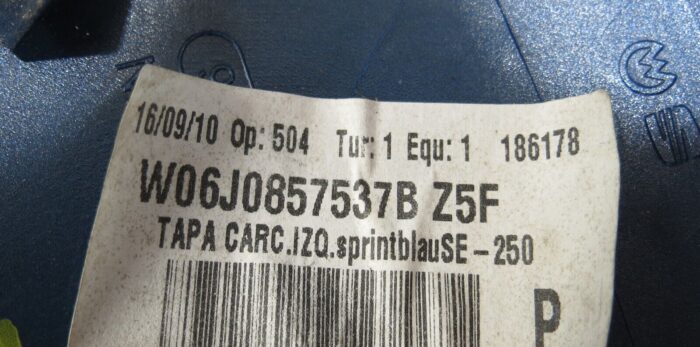 16/09/10 Op: 504 Tur: 1 Equ: 1 186178
W06J0857537B Z5F
TAPA CARC.IZQ.sprintblauSE-250
P